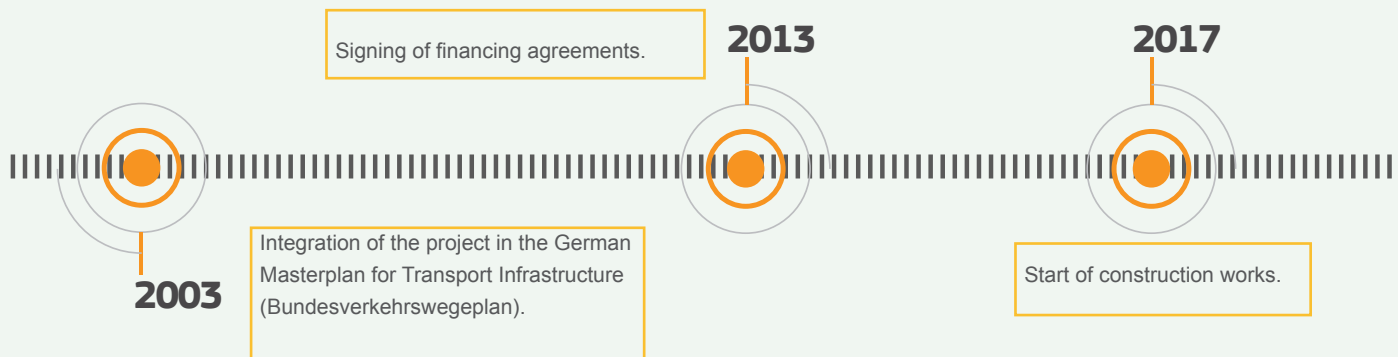 Signing of financing agreements.
2013
2017
2003
Integration of the project in the German
Masterplan for Transport Infrastructure
(Bundesverkehrswegeplan).
Start of construction works.